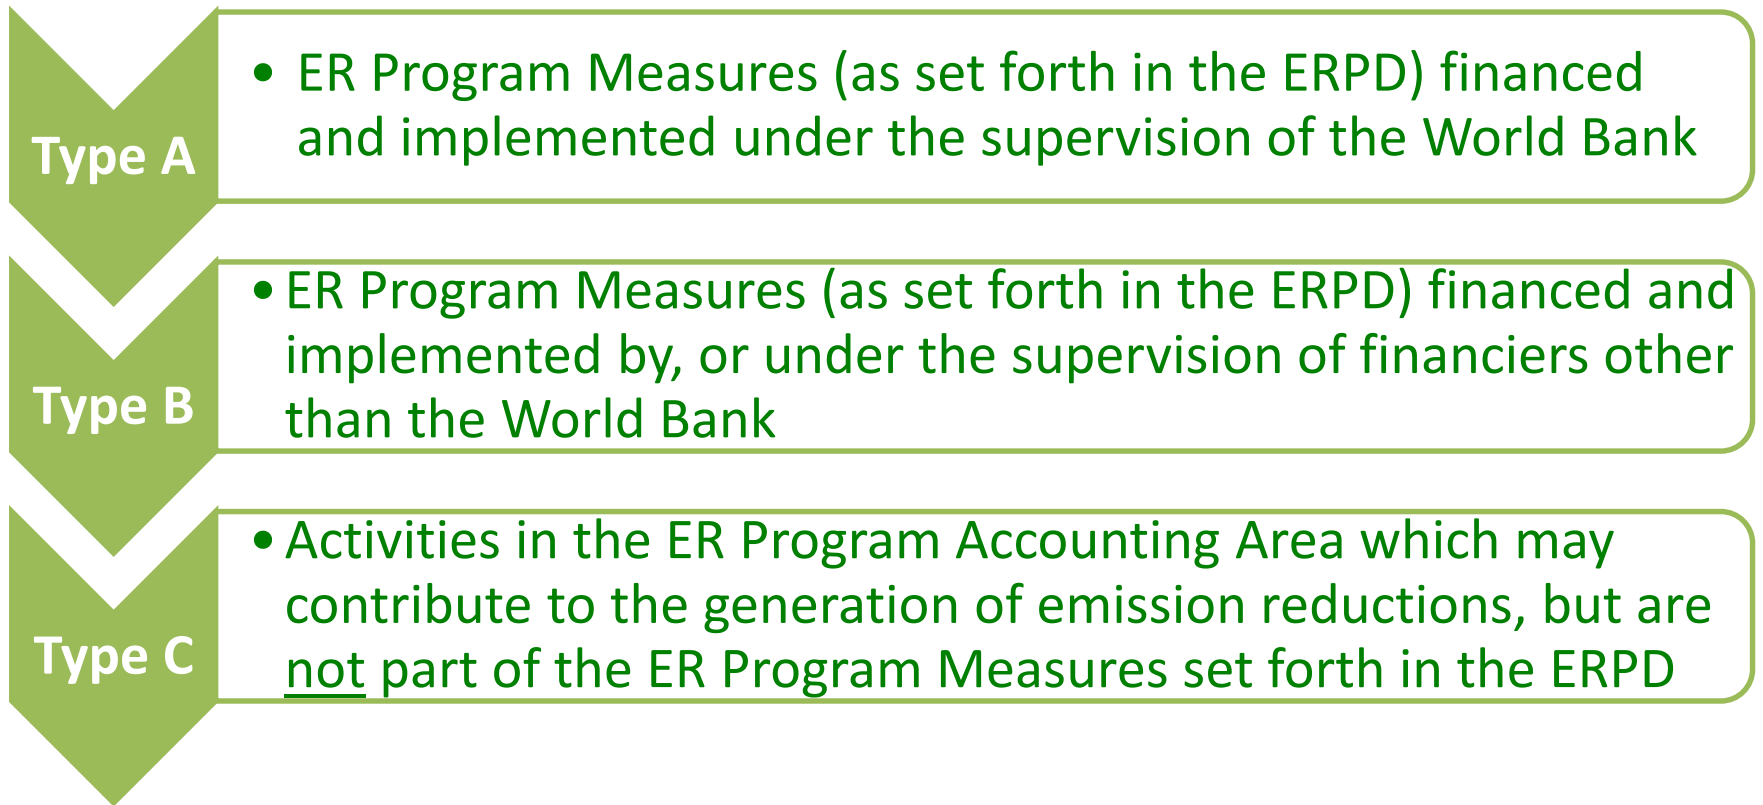 Type A
• ER Program Measures (as set forth in the ERPD) financed
and implemented under the supervision of the World Bank
Type B
• ER Program Measures (as set forth in the ERPD) financed and
implemented by, or under the supervision of financiers other
than the World Bank
Type C
• Activities in the ER Program Accounting Area which may
contribute to the generation of emission reductions, but are
not part of the ER Program Measures set forth in the ERPD